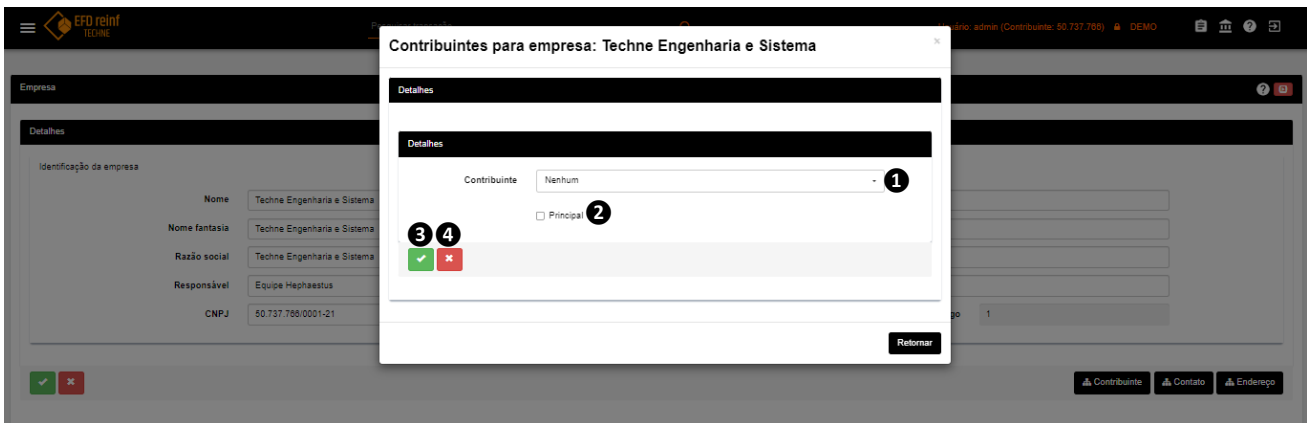 EFD reinf
TECHNE
Pesquisar transação
Usuário: admin (Contribuinte: 50.737.766) DEMO
Contribuintes para empresa: Techne Engenharia e Sistema
×
Empresa
Detalhes
Detalhes
Detalhes
Identificação da empresa
Contribuinte Nenhum 1
Principal 2
Nome Techne Engenharia e Sistema
Nome fantasia Techne Engenharia e Sistema
3 4
Razão social Techne Engenharia e Sistema
Responsável Equipe Hephaestus
CNPJ 50.737.766/0001-21
go 1
Retornar
Contribuinte Contato Endereço